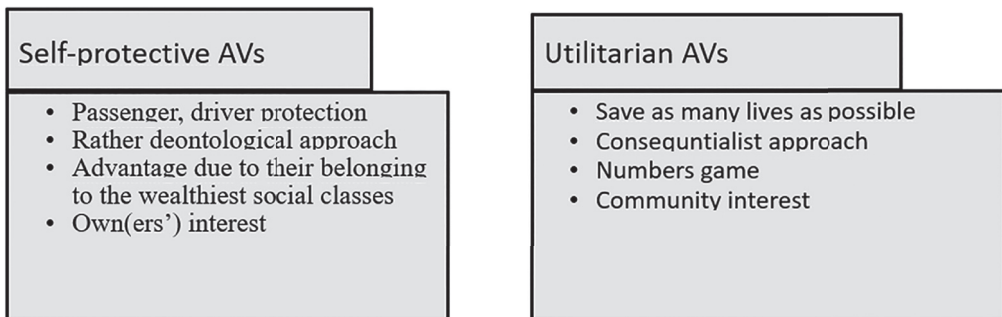 Self-protective AVs
• Passenger, driver protection
• Rather deontological approach
• Advantage due to their belonging
to the wealthiest social classes
• Own(ers’) interest
Utilitarian AVs
• Save as many lives as possible
• Consequntialist approach
• Numbers game
• Community interest